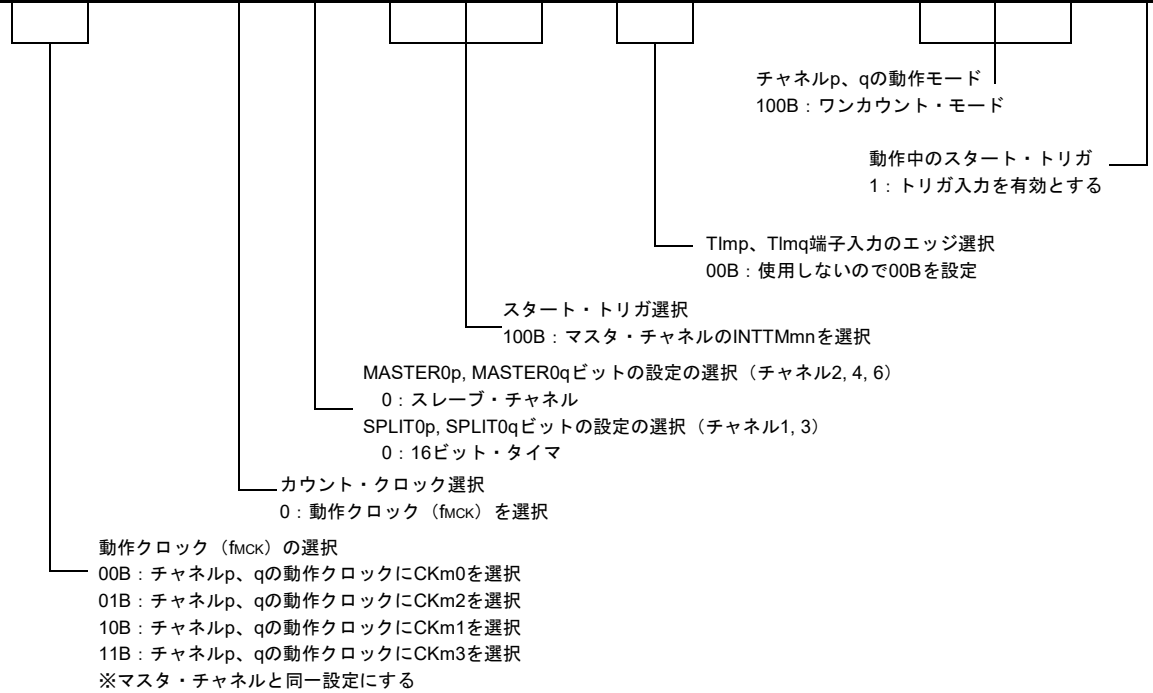 チャネルp、qの動作モード
100B：ワンカウント・モード
動作中のスタート・トリガ
1：トリガ入力を有効とする
TImp、TImq端子入力のエッジ選択
00B：使用しないので00Bを設定
スタート・トリガ選択
100B：マスタ・チャネルのINTTMmnを選択
MASTER0p, MASTER0qビットの設定の選択（チャネル2, 4, 6）
0：スレーブ・チャネル
SPLIT0p, SPLIT0qビットの設定の選択（チャネル1, 3）
0：16ビット・タイマ
カウント・クロック選択
0：動作クロック（fMCK）を選択
動作クロック（fMCK）の選択
00B：チャネルp、qの動作クロックにCKm0を選択
01B：チャネルp、qの動作クロックにCKm2を選択
10B：チャネルp、qの動作クロックにCKm1を選択
11B：チャネルp、qの動作クロックにCKm3を選択
※マスタ・チャネルと同一設定にする